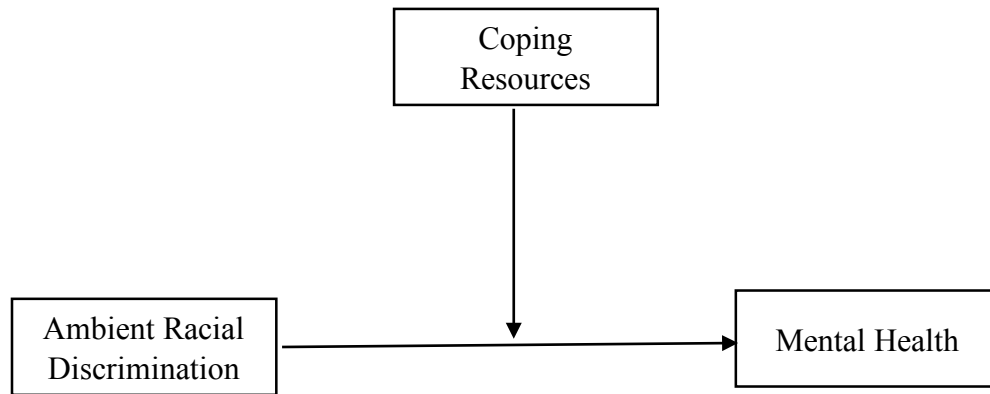 Coping
Resources
Ambient Racial
Discrimination
Mental Health